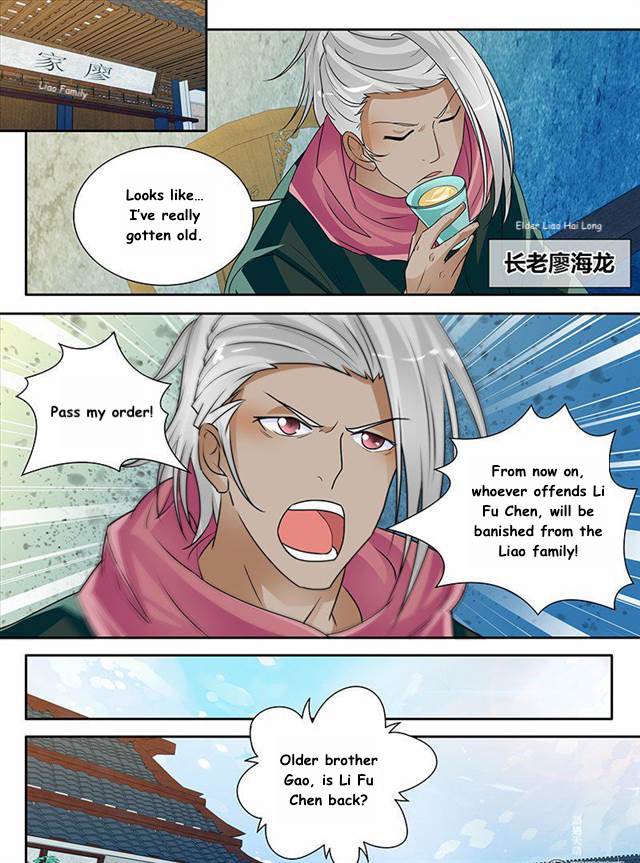 家廖
Liao Family
Looks like...
I've really
gotten old.
Elder Liao Hai Long
长老廖海龙
Pass my order!
From now on,
whoever offends Li
Fu Chen, will be
banished from the
Liao family!
Older brother
Gao, is Li Fu
Chen back?